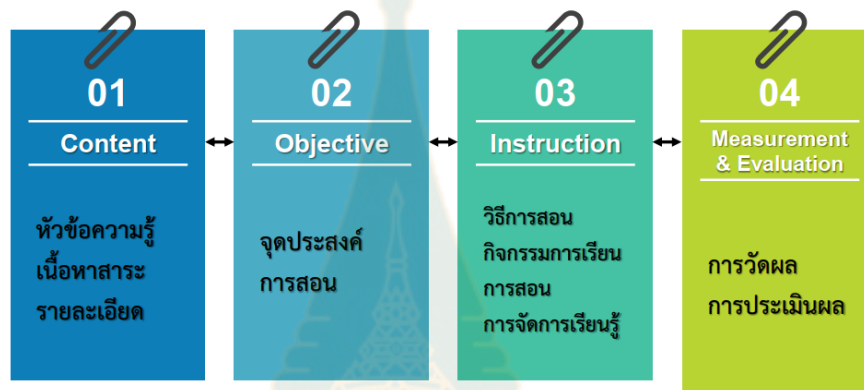 01
Content
หัวข้อความรู้
เนื้อหาสาระ
รายละเอียด
02
Objective
จุดประสงค์
การสอน
03
Instruction
วิธีการสอน
กิจกรรมการเรียน
การสอน
การจัดการเรียนรู้
04
Measurement
& Evaluation
การวัดผล
การประเมินผล